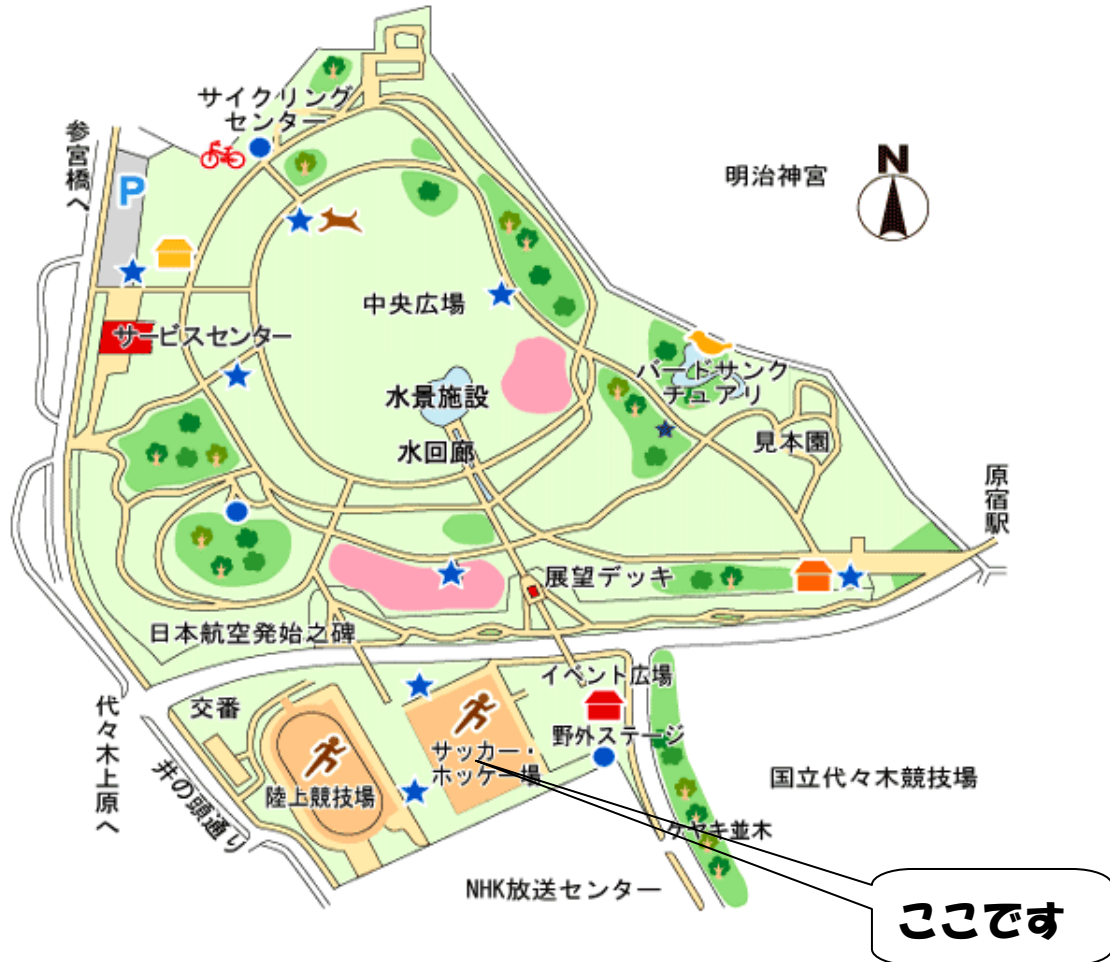 サイクリング
センター
参宮橋へ
P
N
明治神宮
中央広場
サービスセンター
バードサンク
チュアリ
水景施設
見本園
水回廊
原宿駅
展望デッキ
日本航空発始之碑
イベント広場
交番
代々木上原へ
野外ステージ
サッカー・
ホッケー場
井の頭通り
陸上競技場
国立代々木競技場
ケヤキ並木
NHK放送センター
ここです